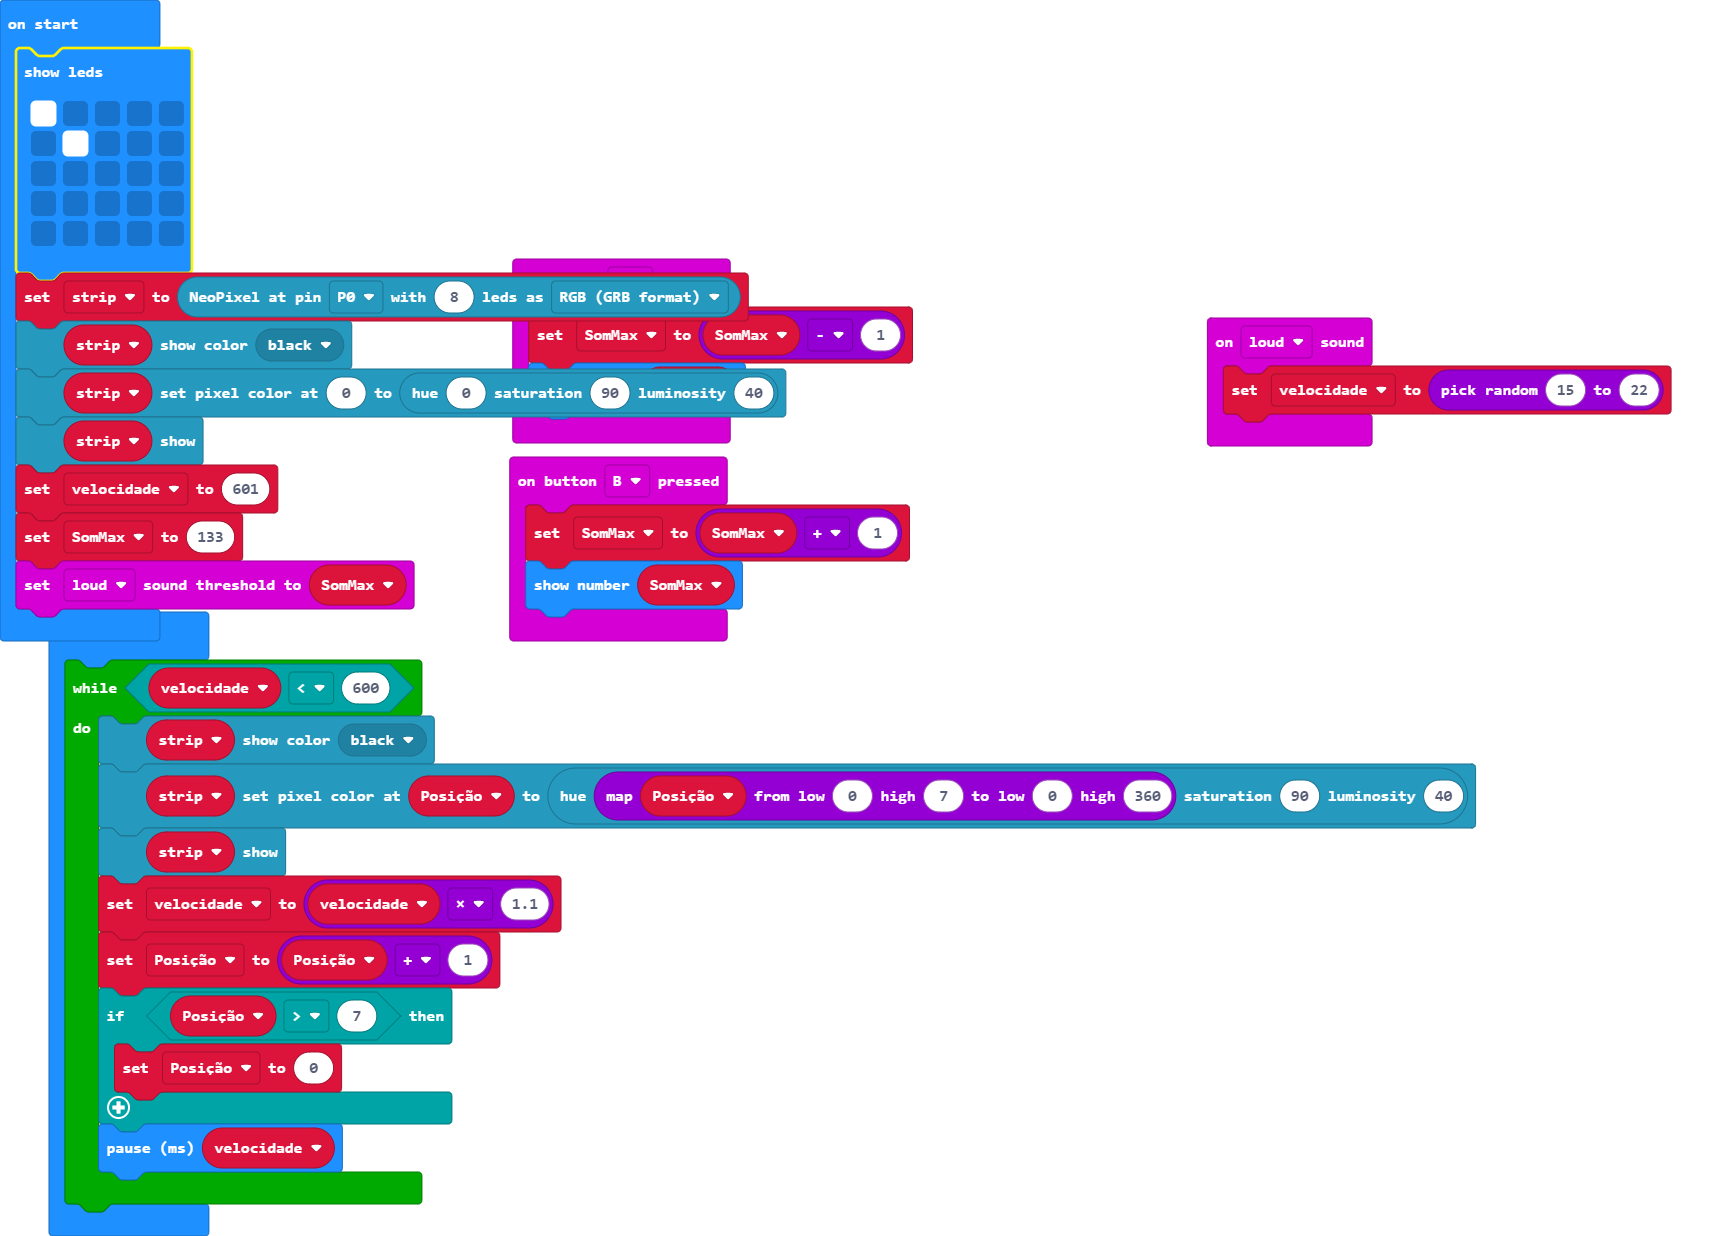 on start
show leds
set strip to NeoPixel at pin P0 with 8 leds as RGB (GRB format)
strip show color black
strip set pixel color at 0 to hue 0 saturation 90 luminosity 40
strip show
set velocidade to 601
set SomMax to 133
set loud sound threshold to SomMax
set SomMax to SomMax - 1
on button B pressed
set SomMax to SomMax + 1
show number SomMax
on loud sound
set velocidade to pick random 15 to 22
while velocidade < 600
do
strip show color black
strip set pixel color at Posição to hue map Posição from low 0 high 7 to low 0 high 360 saturation 90 luminosity 40
strip show
set velocidade to velocidade × 1.1
set Posição to Posição + 1
if Posição > 7 then
set Posição to 0
pause (ms) velocidade